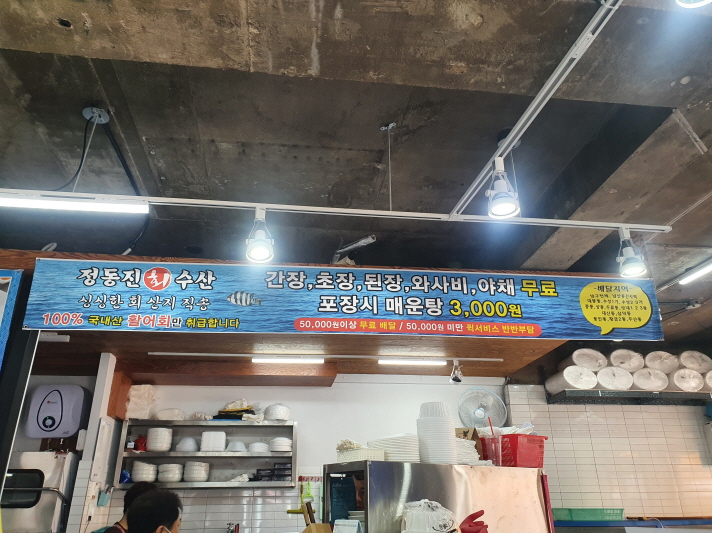 정동진 회 수산
싱싱한 회 산지 직송
100% 국내산 활어회만 취급합니다
간장,초장,된장,와사비,야채 무료
포장시 매운탕 3,000원
50,000원이상 무료 배달 / 50,000원 미만 퀵서비스 반반부담
-배달지역-